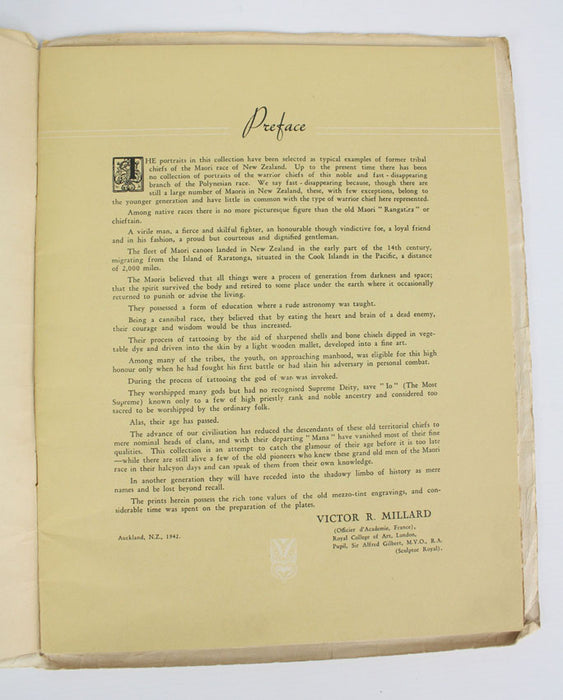 Preface
THE portraits in this collection have been selected as typical examples of former tribal
chiefs of the Maori race of New Zealand. Up to the present time there has been
no collection of portraits of the warrior chiefs of this noble and fast-disappearing
branch of the Polynesian race. We say fast-disappearing because, though there are
still a large number of Maoris in New Zealand, these, with few exceptions, belong to
the younger generation and have little in common with the type of warrior chief here represented.
Among native races there is no more picturesque figure than the old Maori "Rangatira" or
chieftain.
A virile man, a fierce and skilful fighter, an honourable though vindictive foe, a loyal friend
and in his fashion, a proud but courteous and dignified gentleman.
The fleet of Maori canoes landed in New Zealand in the early part of the 14th century,
migrating from the Island of Raratonga, situated in the Cook Islands in the Pacific, a distance
of 2,000 miles.
The Maoris believed that all things were a process of generation from darkness and space;
that the spirit survived the body and retired to some place under the earth where it occasionally
returned to punish or advise the living.
They possessed a form of education where a rude astronomy was taught.
Being a cannibal race, they believed that by eating the heart and brain of a dead enemy,
their courage and wisdom would be thus increased.
Their process of tattooing by the aid of sharpened shells and bone chisels dipped in vege-
table dye and driven into the skin by a light wooden mallet, developed into a fine art.
Among many of the tribes, the youth, on approaching manhood, was eligible for this high
honour only when he had fought his first battle or had slain his adversary in personal combat.
During the process of tattooing the god of war was invoked.
They worshipped many gods but had no recognised Supreme Deity, save "Io" (The Most
Supreme) known only to a few of high priestly rank and noble ancestry and considered too
sacred to be worshipped by the ordinary folk.
Alas, their age has passed.
The advance of our civilisation has reduced the descendants of these old territorial chiefs to
mere nominal heads of clans, and with their departing "Mana" have vanished most of their fine
qualities. This collection is an attempt to catch the glamour of their age before it is too late
—while there are still alive a few of the old pioneers who knew these grand old men of the Maori
race in their halcyon days and can speak of them from their own knowledge.
In another generation they will have receded into the shadowy limbo of history as mere
names and be lost beyond recall.
The prints herein possess the rich tone values of the old mezzo-tint engravings, and con-
siderable time was spent on the preparation of the plates.
VICTOR R. MILLARD
(Officier d'Academie, France),
Royal College of Art, London,
Pupil, Sir Alfred Gilbert, M.V.O., R.A.
(Sculptor Royal).
Auckland, N.Z., 1942.